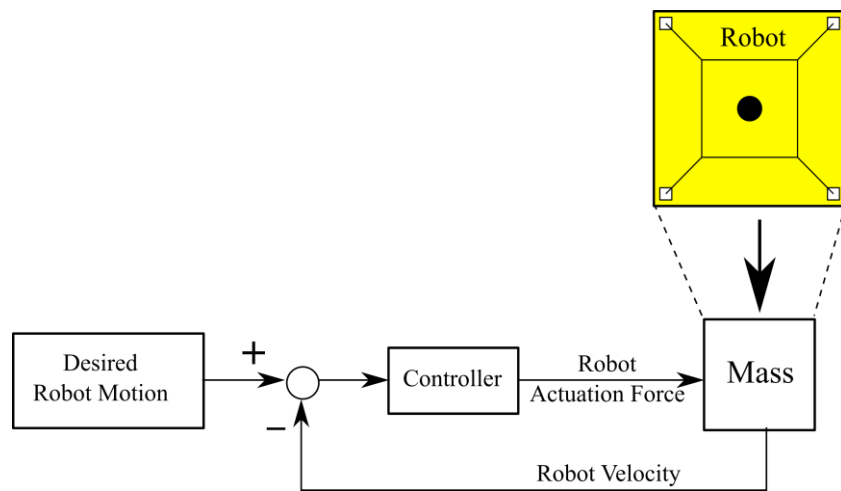 Robot
Desired
Robot Motion
+
−
Controller
Robot
Actuation Force
Mass
Robot Velocity